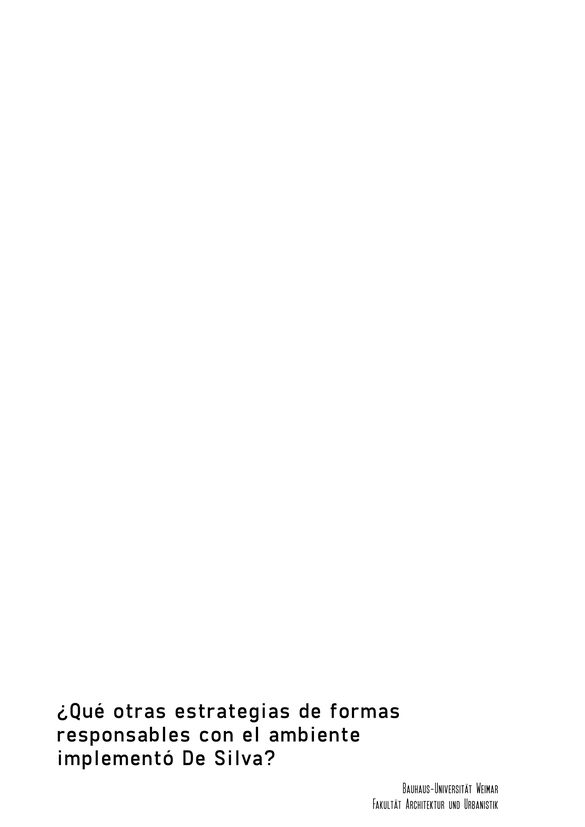 ¿Qué otras estrategias de formas
responsables con el ambiente
implementó De Silva?
Bauhaus-Universität Weimar
Fakultät Architektur und Urbanistik